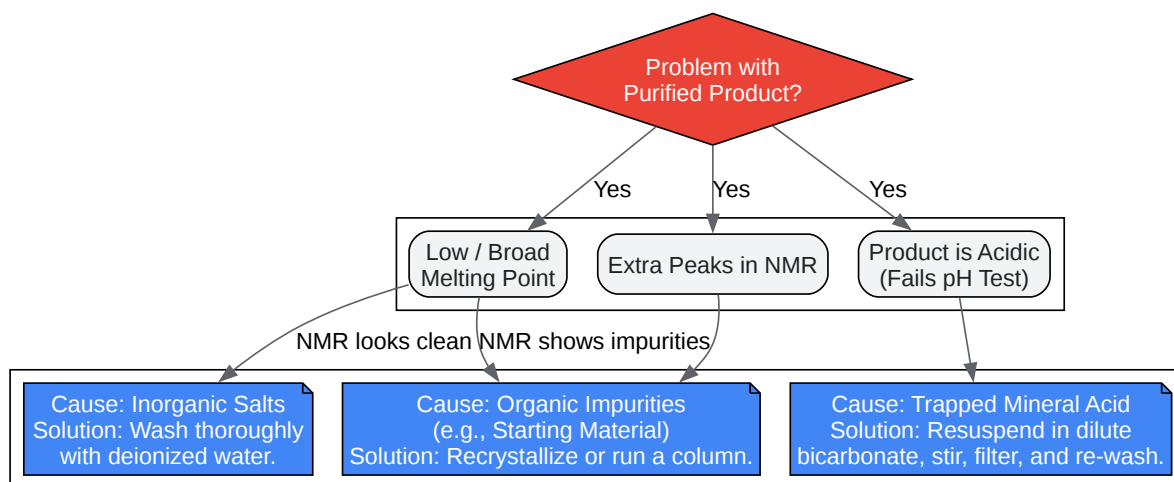 Problem with
Purified Product?
Yes
Yes
Yes
Low / Broad
Melting Point
Extra Peaks in NMR
Product is Acidic
(Fails pH Test)
NMR looks clean
NMR shows impurities
Cause: Inorganic Salts
Solution: Wash thoroughly
with deionized water.
Cause: Organic Impurities
(e.g., Starting Material)
Solution: Recrystallize or run a column.
Cause: Trapped Mineral Acid
Solution: Resuspend in dilute
bicarbonate, stir, filter, and re-wash.